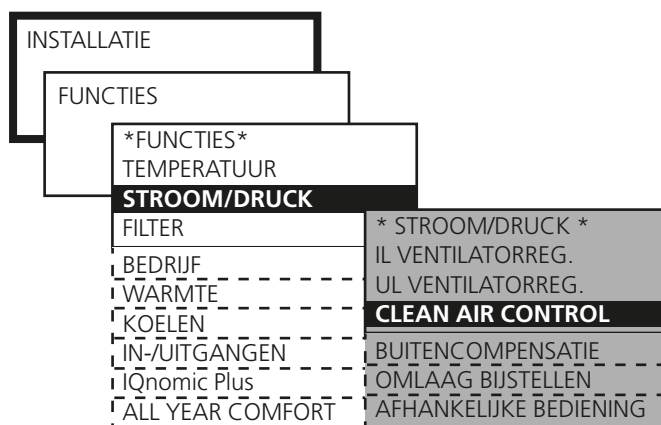 INSTALLATIE
FUNCTIES
*FUNCTIES*
TEMPERATUUR
STROOM/DRUCK
FILTER
BEDRIJF
WARMTE
KOELEN
IN-/UITGANGEN
IQnomic Plus
ALL YEAR COMFORT
* STROOM/DRUCK *
IL VENTILATORREG.
UL VENTILATORREG.
CLEAN AIR CONTROL
BUITENCOMPENSATIE
OMLAAG BIJSTELLEN
AFHANKELIJKE BEDIENING